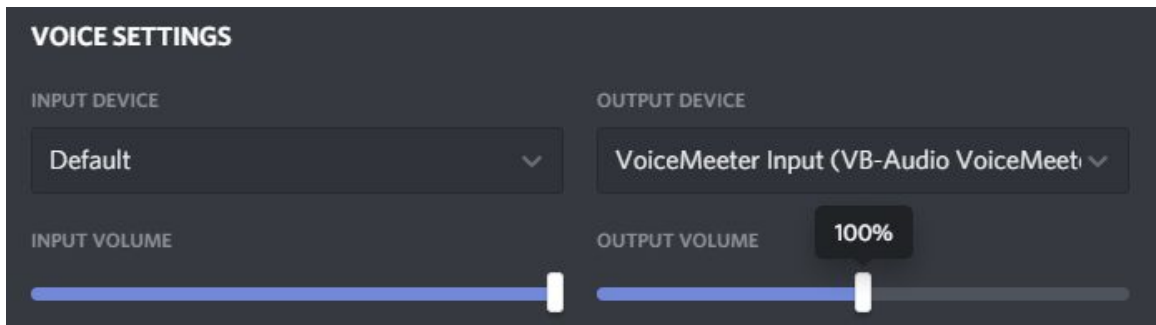 VOICE SETTINGS
INPUT DEVICE
OUTPUT DEVICE
Default
VoiceMeeter Input (VB-Audio VoiceMeet
INPUT VOLUME
OUTPUT VOLUME
100%